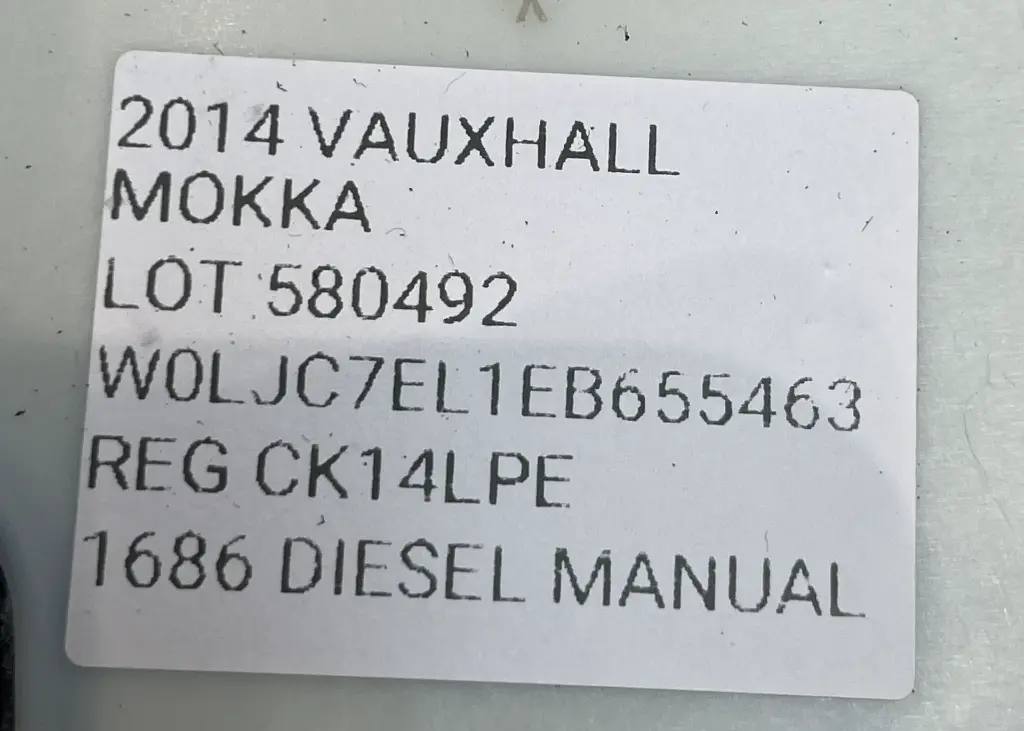 2014 VAUXHALL
MOKKA
LOT 580492
W0LJC7EL1EB655463
REG CK14LPE
1686 DIESEL MANUAL